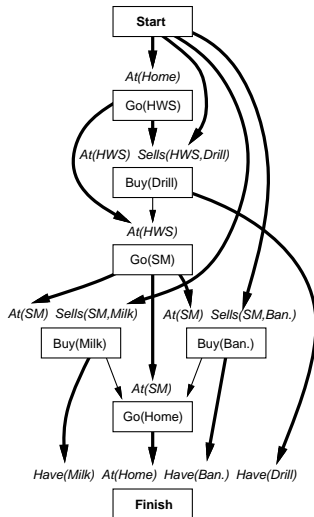 Start
At(Home)
Go(HWS)
At(HWS) Sells(HWS,Drill)
Buy(Drill)
At(HWS)
Go(SM)
At(SM) Sells(SM,Milk) At(SM) Sells(SM,Ban.)
Buy(Milk) Buy(Ban.)
At(SM)
Go(Home)
Have(Milk) At(Home) Have(Ban.) Have(Drill)
Finish